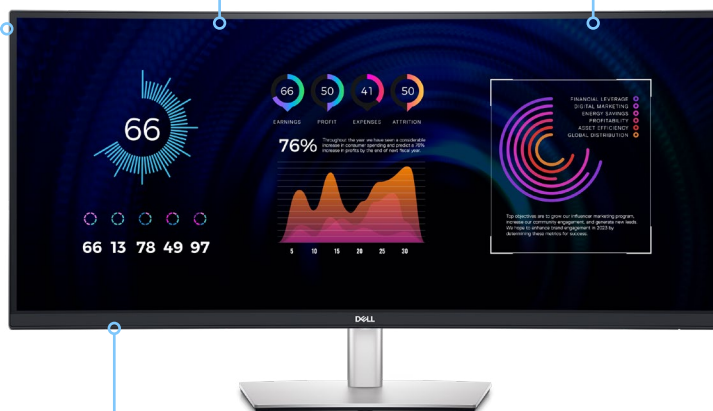 66
66 13 78 49 97
66 50 41 50
EARNINGS PROFIT EXPENSES ATTRITION
76%
Throughout the year we have seen a considerable
increase in consumer spending and predict a 76%
increase in profits by the end of next fiscal year.
5 10 15 20 25 30
FINANCIAL LEVERAGE
DIGITAL MARKETING
ENERGY SAVINGS
PROFITABILITY
ASSET EFFICIENCY
GLOBAL DISTRIBUTION
Top objectives are to grow our influencer marketing program,
increase our community engagement, and generate new leads.
We hope to enhance brand engagement in 2023 by
determining these metrics for success.
DELL